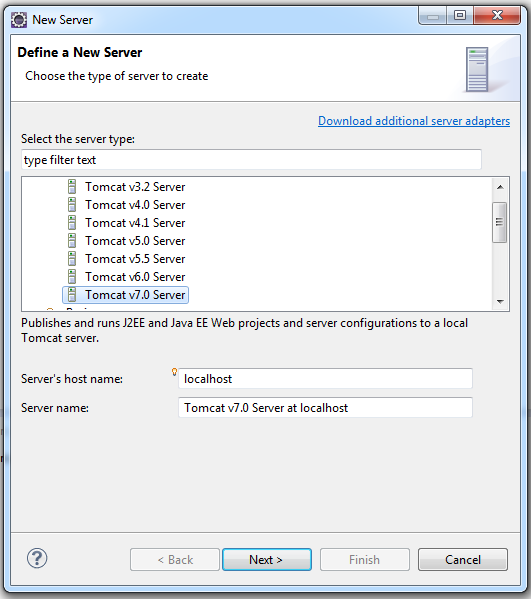 New Server
Define a New Server
Choose the type of server to create
Download additional server adapters
Select the server type:
type filter text
Tomcat v3.2 Server
Tomcat v4.0 Server
Tomcat v4.1 Server
Tomcat v5.0 Server
Tomcat v5.5 Server
Tomcat v6.0 Server
Tomcat v7.0 Server
Publishes and runs J2EE and Java EE Web projects and server configurations to a local
Tomcat server.
Server's host name:
localhost
Server name:
Tomcat v7.0 Server at localhost
?
< Back
Next >
Finish
Cancel